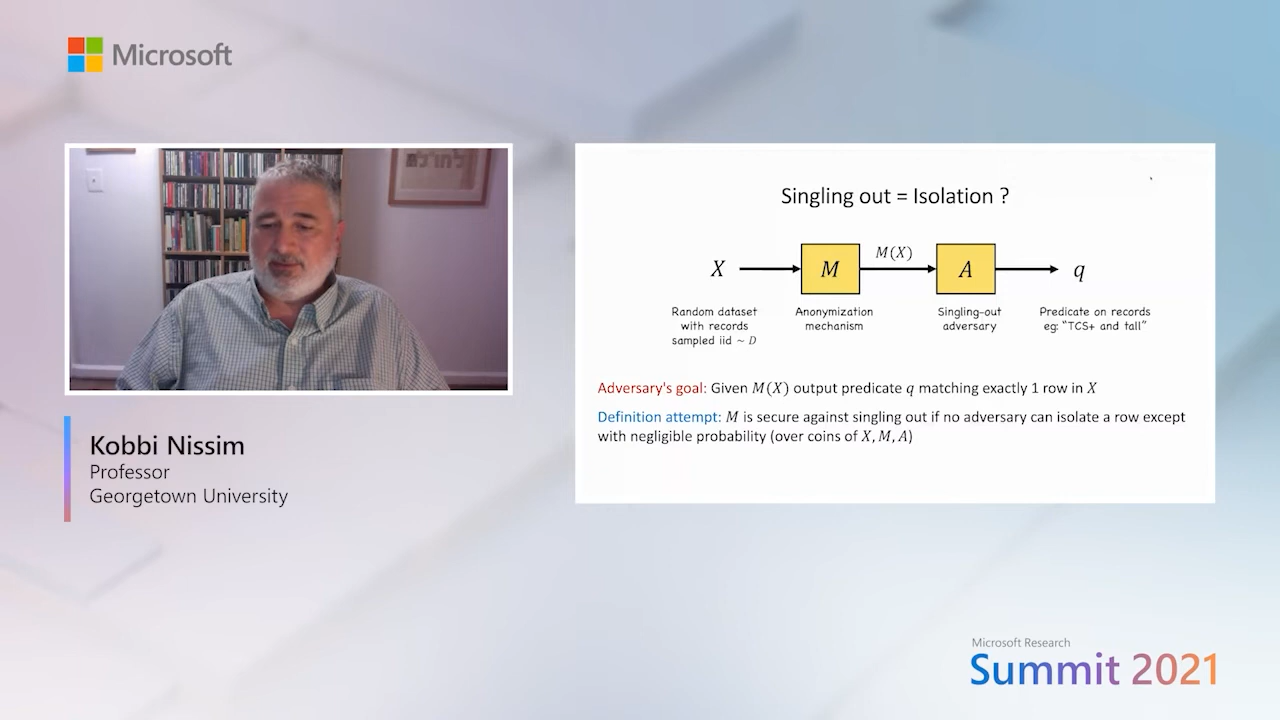 Microsoft
Singling out = Isolation ?
M(X)
X
M
A
q
Random dataset
with records
sampled iid ~ D
Anonymization
mechanism
Singling-out
adversary
Predicate on records
eg: "TCS+ and tall"
Adversary's goal: Given M(X) output predicate q matching exactly 1 row in X
Definition attempt: M is secure against singling out if no adversary can isolate a row except
with negligible probability (over coins of X, M, A)
Kobbi Nissim
Professor
Georgetown University
Microsoft Research
Summit 2021